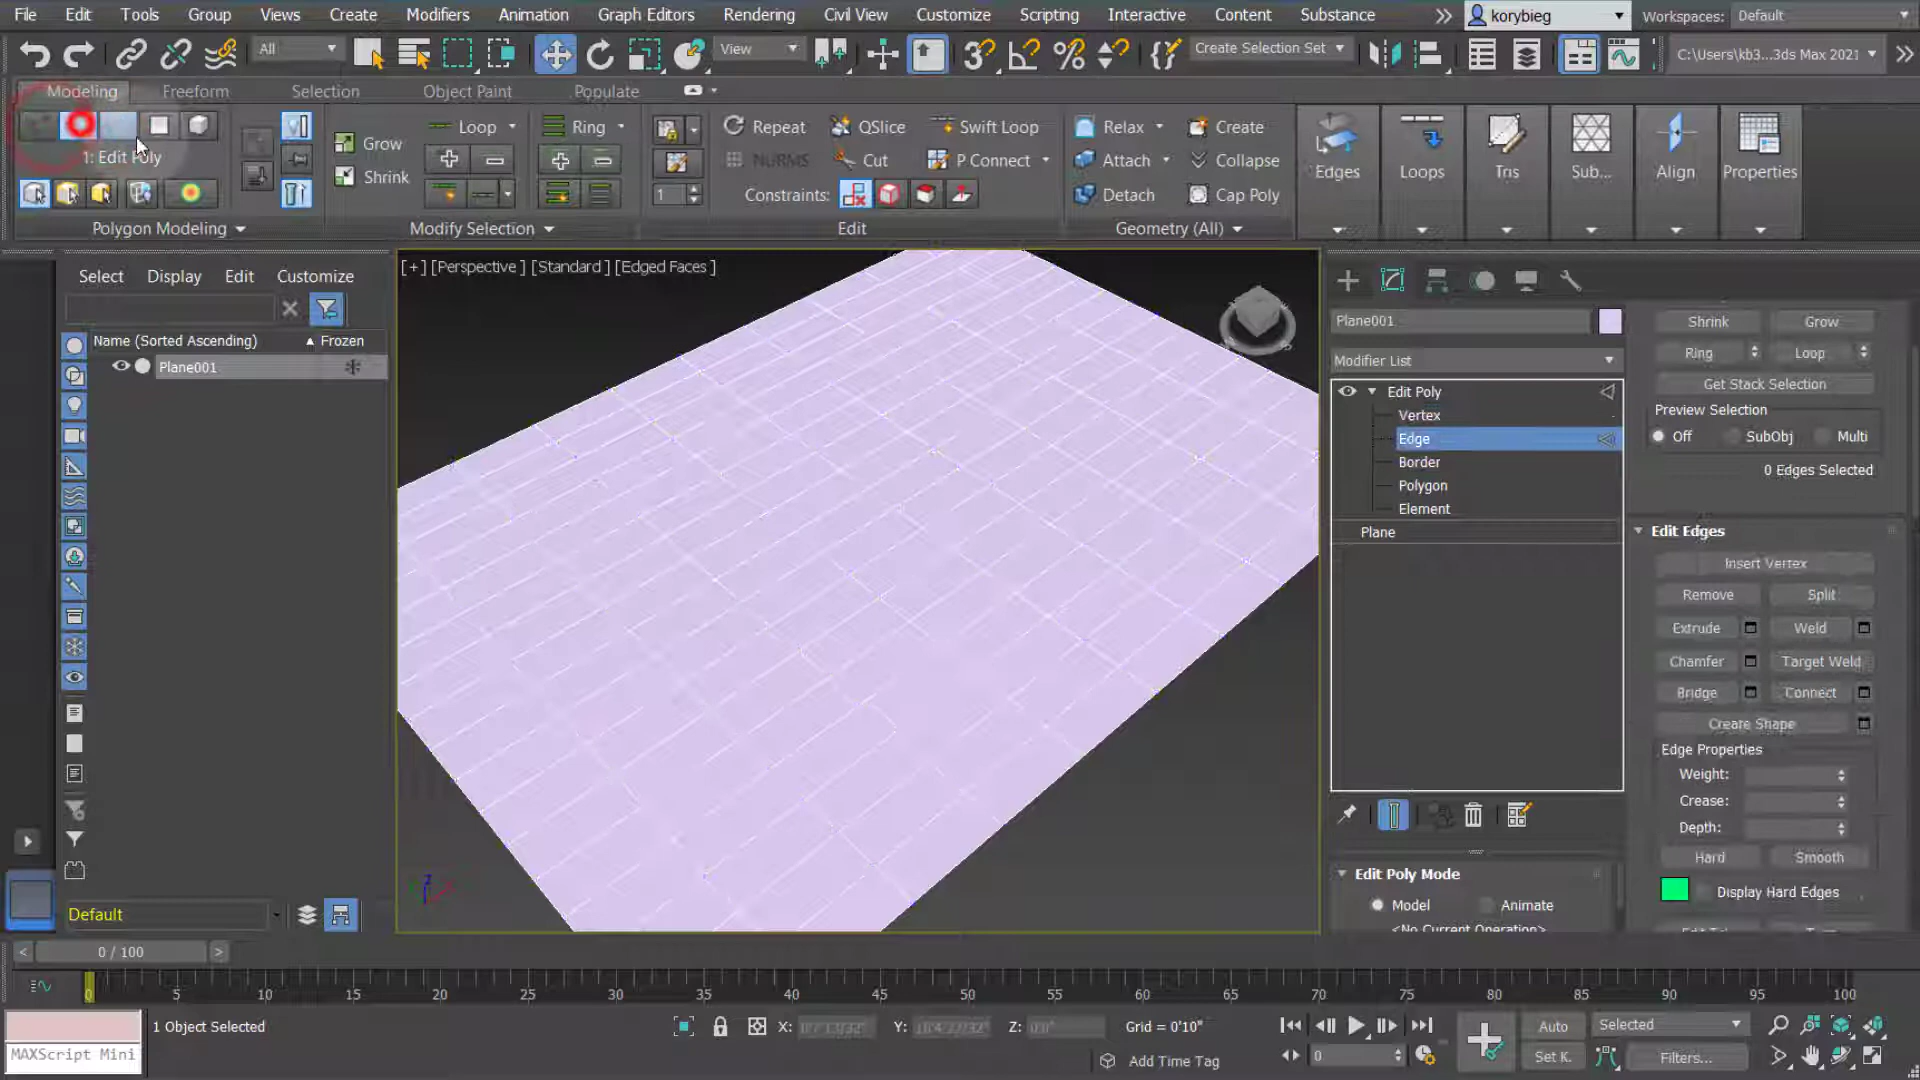 File Edit Tools Group Views Create Modifiers Animation Graph Editors Rendering Civil View Customize Scripting Interactive Content Substance korybieg Workspaces: Default
All View Create Selection Set C:\Users\kb3...3ds Max 2021
Modeling Freeform Selection Object Paint Populate
1: Edit Poly
Polygon Modeling
Grow
Shrink
Loop
Ring
Modify Selection
1
Repeat QSlice Swift Loop
NuRMS Cut P Connect
Constraints:
Edit
Relax Create
Attach Collapse
Detach Cap Poly
Geometry (All)
Edges Loops Tris Sub... Align Properties
Select Display Edit Customize
Name (Sorted Ascending) ▲ Frozen
Plane001
Default
[+] [Perspective ] [Standard ] [Edged Faces ]
Plane001
Modifier List
Edit Poly
Vertex
Edge
Border
Polygon
Element
Plane
Edit Poly Mode
Model Animate
<No Current Operation>
Shrink Grow
Ring Loop
Get Stack Selection
Preview Selection
Off SubObj Multi
0 Edges Selected
Edit Edges
Insert Vertex
Remove Split
Extrude Weld
Chamfer Target Weld
Bridge Connect
Create Shape
Edge Properties
Weight:
Crease:
Depth:
Hard Smooth
Display Hard Edges
< 0 / 100 >
0 5 10 15 20 25 30 35 40 45 50 55 60 65 70 75 80 85 90 95 100
MAXScript Mini
1 Object Selected
X: Y: Z: Grid = 0'10"
Add Time Tag
0
Auto Selected
Set K. Filters...